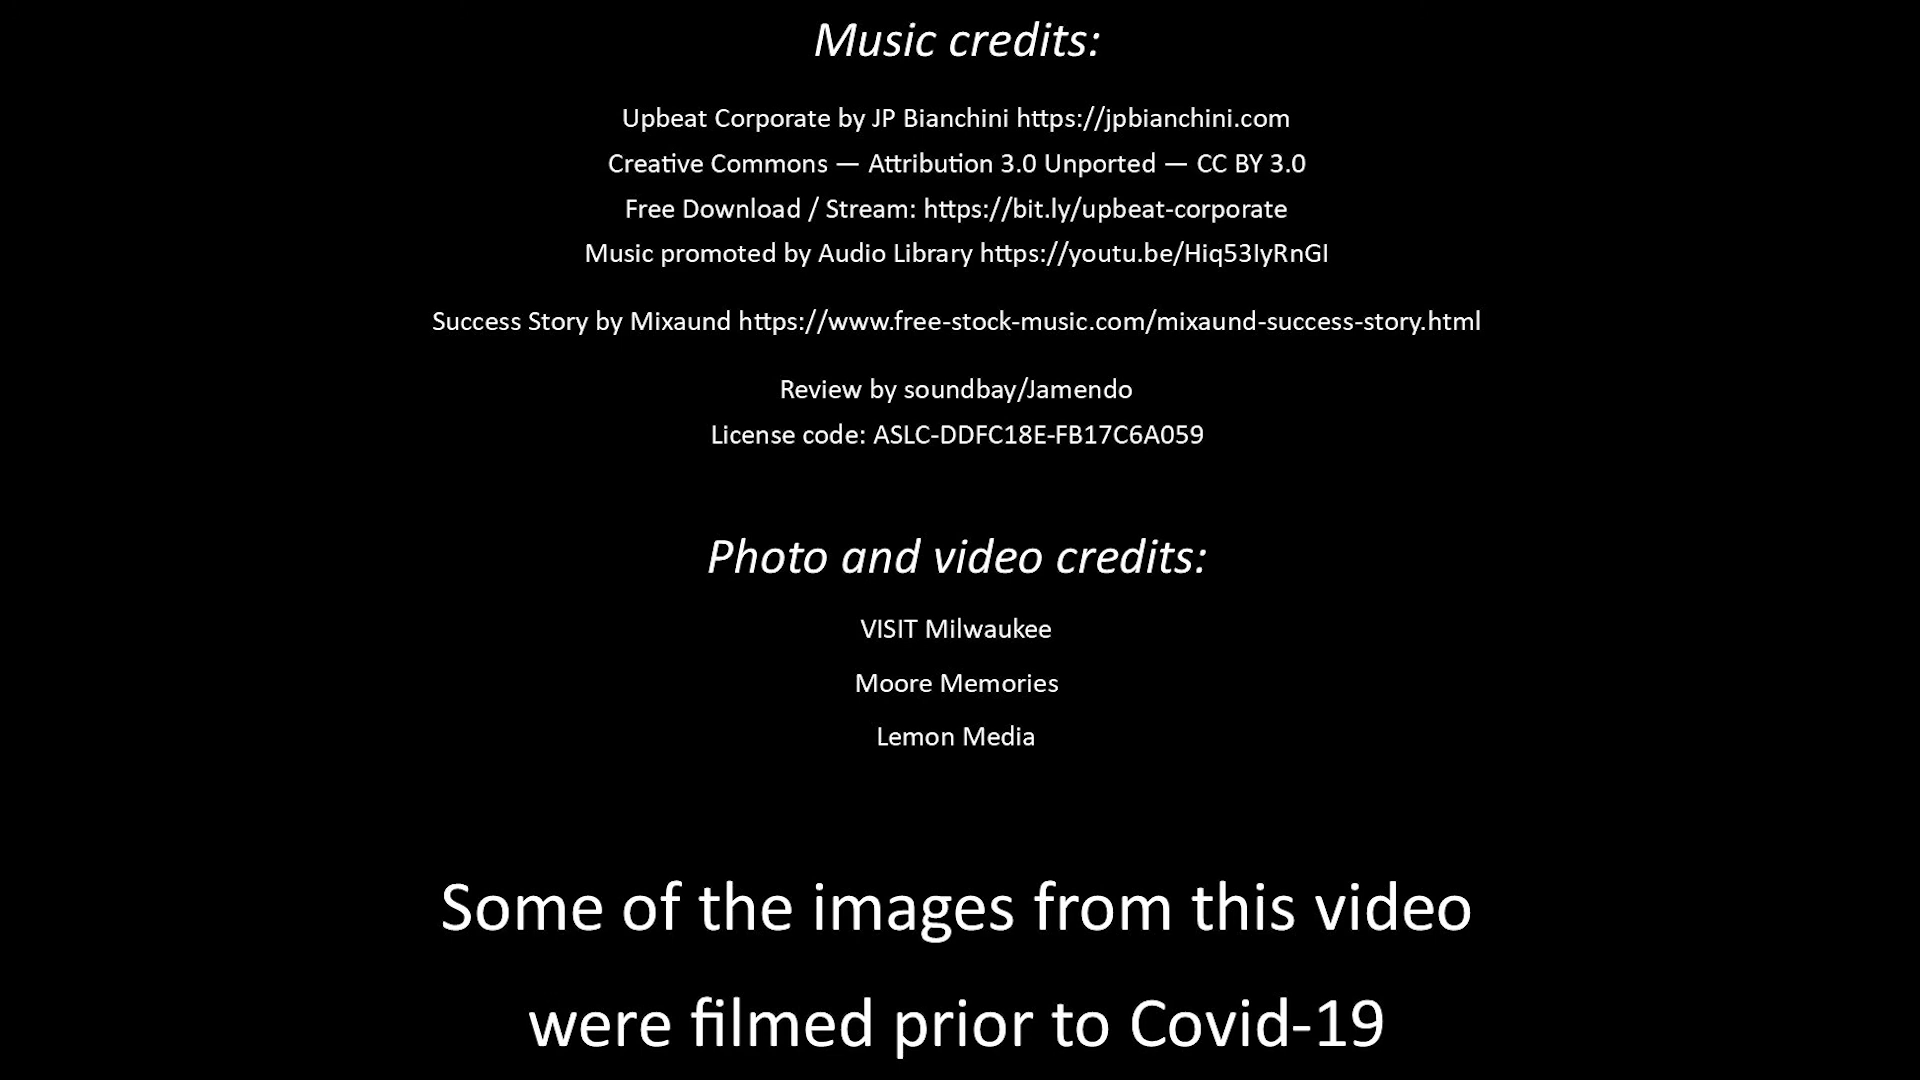 Music credits:
Upbeat Corporate by JP Bianchini https://jpbianchini.com
Creative Commons — Attribution 3.0 Unported — CC BY 3.0
Free Download / Stream: https://bit.ly/upbeat-corporate
Music promoted by Audio Library https://youtu.be/Hiq53IyRnGI
Success Story by Mixaund https://www.free-stock-music.com/mixaund-success-story.html
Review by soundbay/Jamendo
License code: ASLC-DDFC18E-FB17C6A059
Photo and video credits:
VISIT Milwaukee
Moore Memories
Lemon Media
Some of the images from this video
were filmed prior to Covid-19